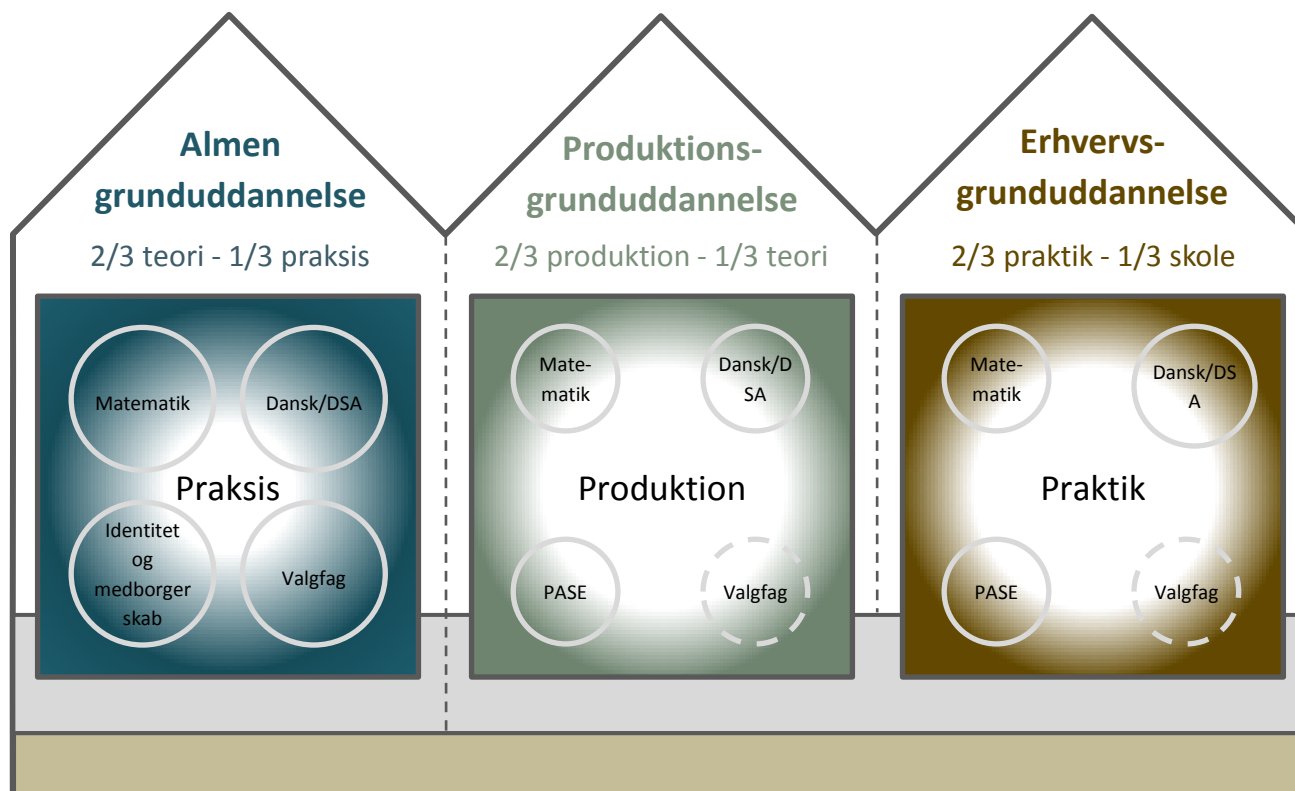 Almen
grunduddannelse
2/3 teori - 1/3 praksis
Matematik
Dansk/DSA
Praksis
Identitet
og
medborger
skab
Valgfag
Produktions-
grunduddannelse
2/3 produktion - 1/3 teori
Mate-
matik
Dansk/D
SA
Produktion
PASE
Valgfag
Erhvervs-
grunduddannelse
2/3 praktik - 1/3 skole
Mate-
matik
Dansk/DS
A
Praktik
PASE
Valgfag